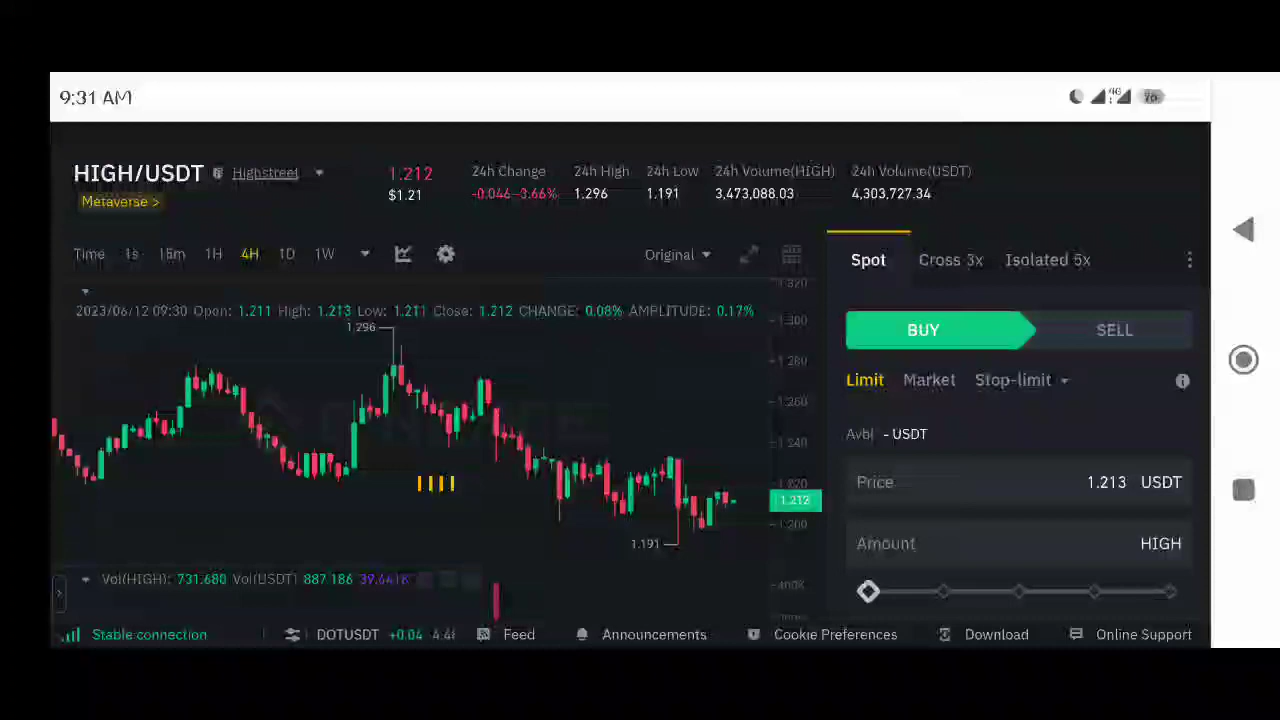 9:31 AM
4G
HIGH/USDT Highstreet
Metaverse >
1.212
$1.21
24h Change 24h High 24h Low 24h Volume(HIGH) 24h Volume(USDT)
-0.046 -3.66% 1.296 1.191 3,473,088.03 4,303,727.34
Time 1s 15m 1H 4H 1D 1W
Original
Spot Cross 3x Isolated 5x
2023/06/12 09:30 Open: 1.211 High: 1.213 Low: 1.211 Close: 1.212 CHANGE: 0.08% AMPLITUDE: 0.17%
1.320
1.300
1.280
1.260
1.240
1.220
1.212
1.200
1.296
1.191
BUY SELL
Limit Market Stop-limit
Avbl - USDT
Price 1.213 USDT
Amount HIGH
Vol(HIGH): 731.680 Vol(USDT) 887.186
400K
Stable connection DOTUSDT +0.04 Feed Announcements Cookie Preferences Download Online Support